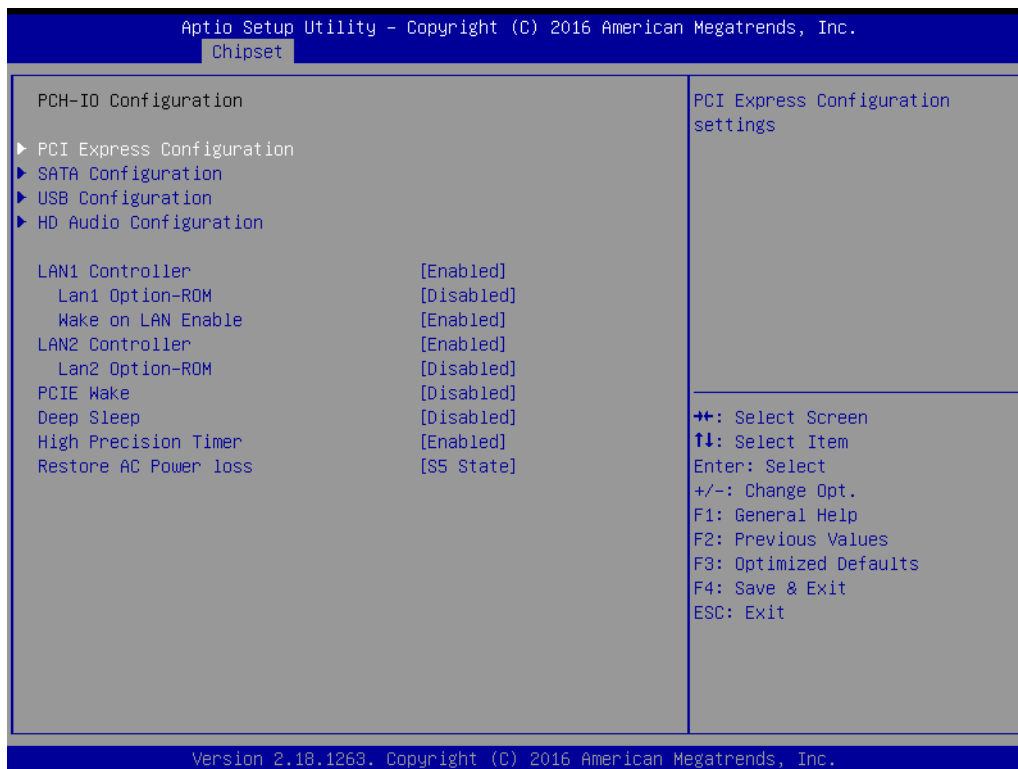 Aptio Setup Utility – Copyright (C) 2016 American Megatrends, Inc.
Chipset
PCH-IO Configuration
▶ PCI Express Configuration
▶ SATA Configuration
▶ USB Configuration
▶ HD Audio Configuration
LAN1 Controller [Enabled]
Lan1 Option-ROM [Disabled]
Wake on LAN Enable [Enabled]
LAN2 Controller [Enabled]
Lan2 Option-ROM [Disabled]
PCIE Wake [Disabled]
Deep Sleep [Disabled]
High Precision Timer [Enabled]
Restore AC Power loss [S5 State]
PCI Express Configuration
settings
→←: Select Screen
↑↓: Select Item
Enter: Select
+/-: Change Opt.
F1: General Help
F2: Previous Values
F3: Optimized Defaults
F4: Save & Exit
ESC: Exit
Version 2.18.1263. Copyright (C) 2016 American Megatrends, Inc.